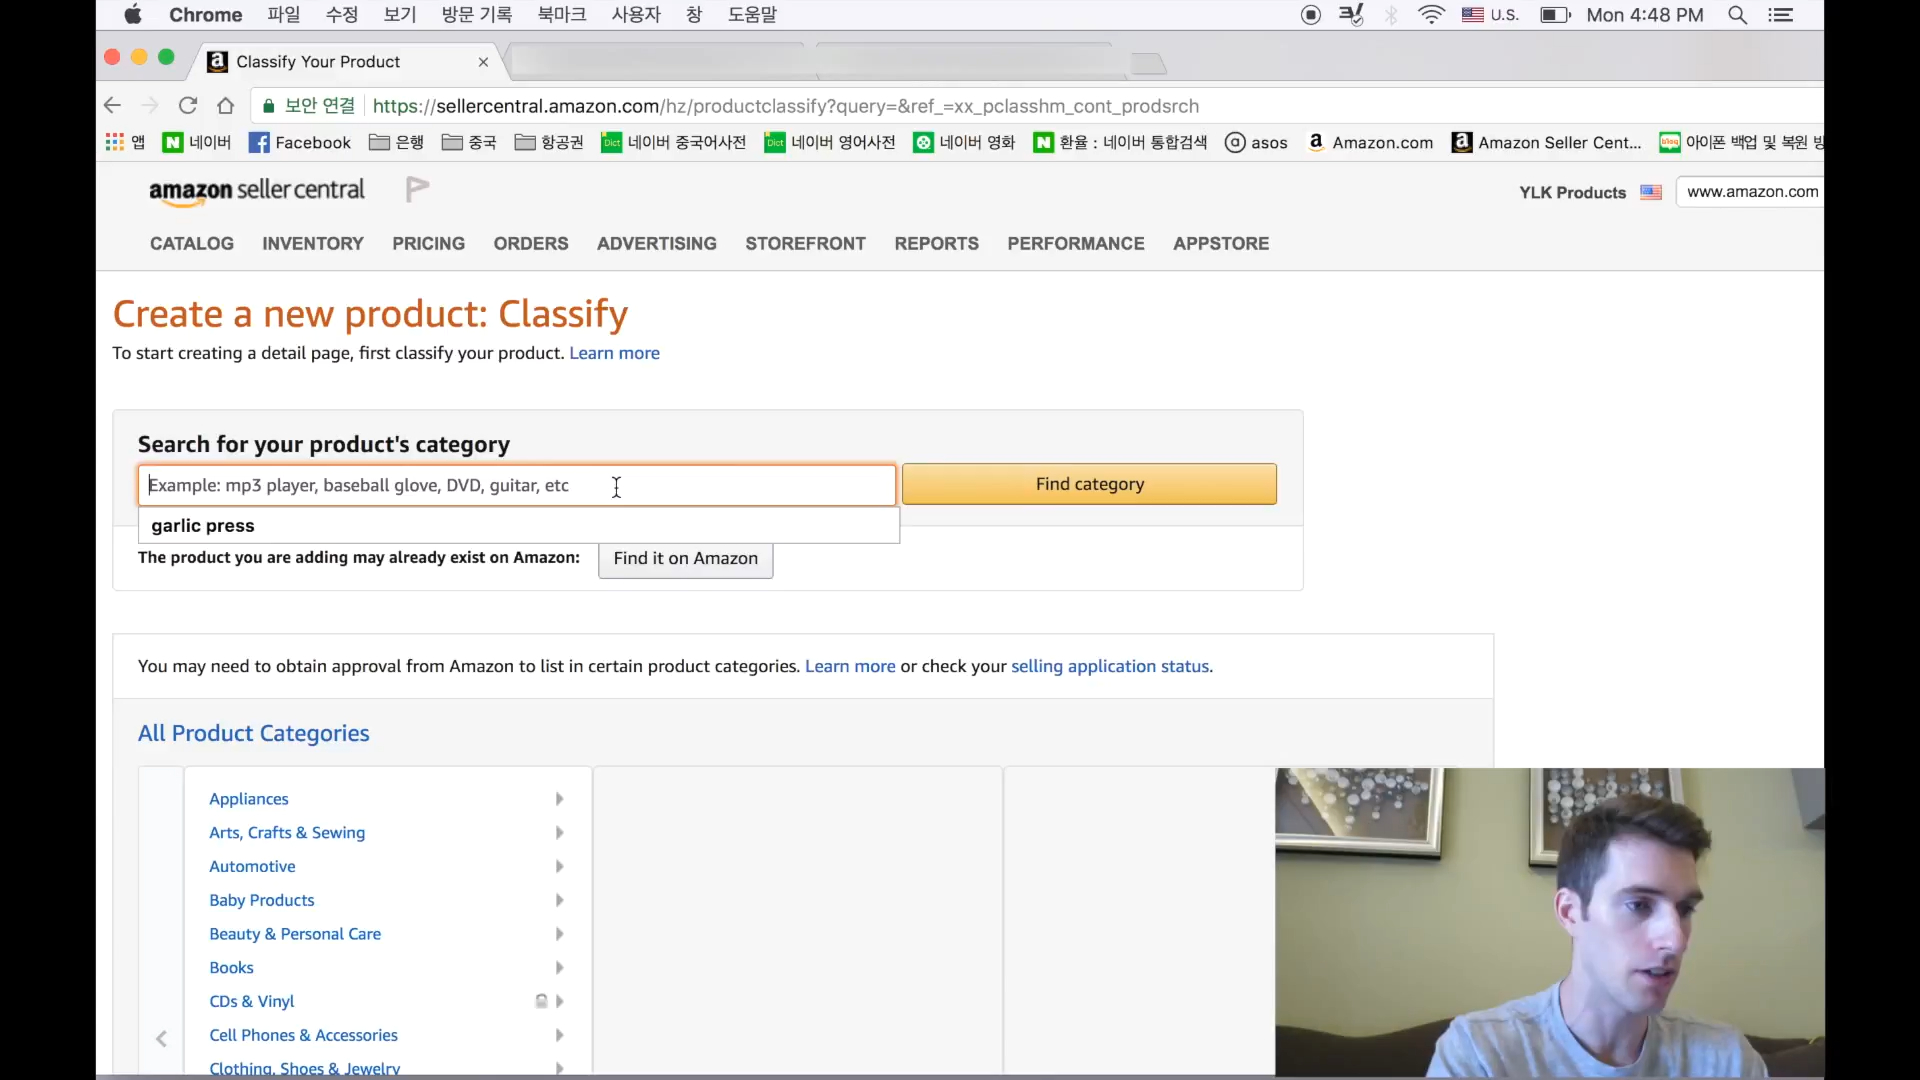 Chrome 파일 수정 보기 방문 기록 북마크 사용자 창 도움말 U.S. Mon 4:48 PM
Classify Your Product
보안 연결 https://sellercentral.amazon.com/hz/productclassify?query=&ref_=xx_pclasshm_cont_prodsrch
앱 네이버 Facebook 은행 중국 항공권 네이버 중국어사전 네이버 영어사전 네이버 영화 환율 : 네이버 통합검색 asos Amazon.com Amazon Seller Cent... 아이폰 백업 및 복원 방
amazon seller central YLK Products www.amazon.com
CATALOG INVENTORY PRICING ORDERS ADVERTISING STOREFRONT REPORTS PERFORMANCE APPSTORE
Create a new product: Classify
To start creating a detail page, first classify your product. Learn more
Search for your product's category
Example: mp3 player, baseball glove, DVD, guitar, etc Find category
garlic press
The product you are adding may already exist on Amazon: Find it on Amazon
You may need to obtain approval from Amazon to list in certain product categories. Learn more or check your selling application status.
All Product Categories
Appliances
Arts, Crafts & Sewing
Automotive
Baby Products
Beauty & Personal Care
Books
CDs & Vinyl
Cell Phones & Accessories
Clothing, Shoes & Jewelry